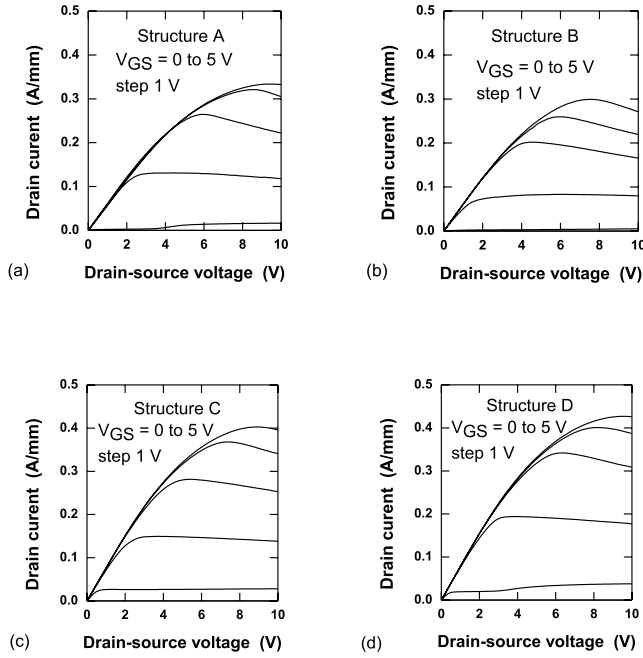 0.5
0.4
0.3
0.2
0.1
0.0
Drain curent (A/mm)
Structure A
VGS = 0 to 5 V
step 1 V
0 2 4 6 8 10
Drain-source voltage (V)
(a)
0.5
0.4
0.3
0.2
0.1
0.0
Drain curent (A/mm)
Structure B
VGS = 0 to 5 V
step 1 V
0 2 4 6 8 10
Drain-source voltage (V)
(b)
0.5
0.4
0.3
0.2
0.1
0.0
Drain curent (A/mm)
Structure C
VGS = 0 to 5 V
step 1 V
0 2 4 6 8 10
Drain-source voltage (V)
(c)
0.5
0.4
0.3
0.2
0.1
0.0
Drain curent (A/mm)
Structure D
VGS = 0 to 5 V
step 1 V
0 2 4 6 8 10
Drain-source voltage (V)
(d)